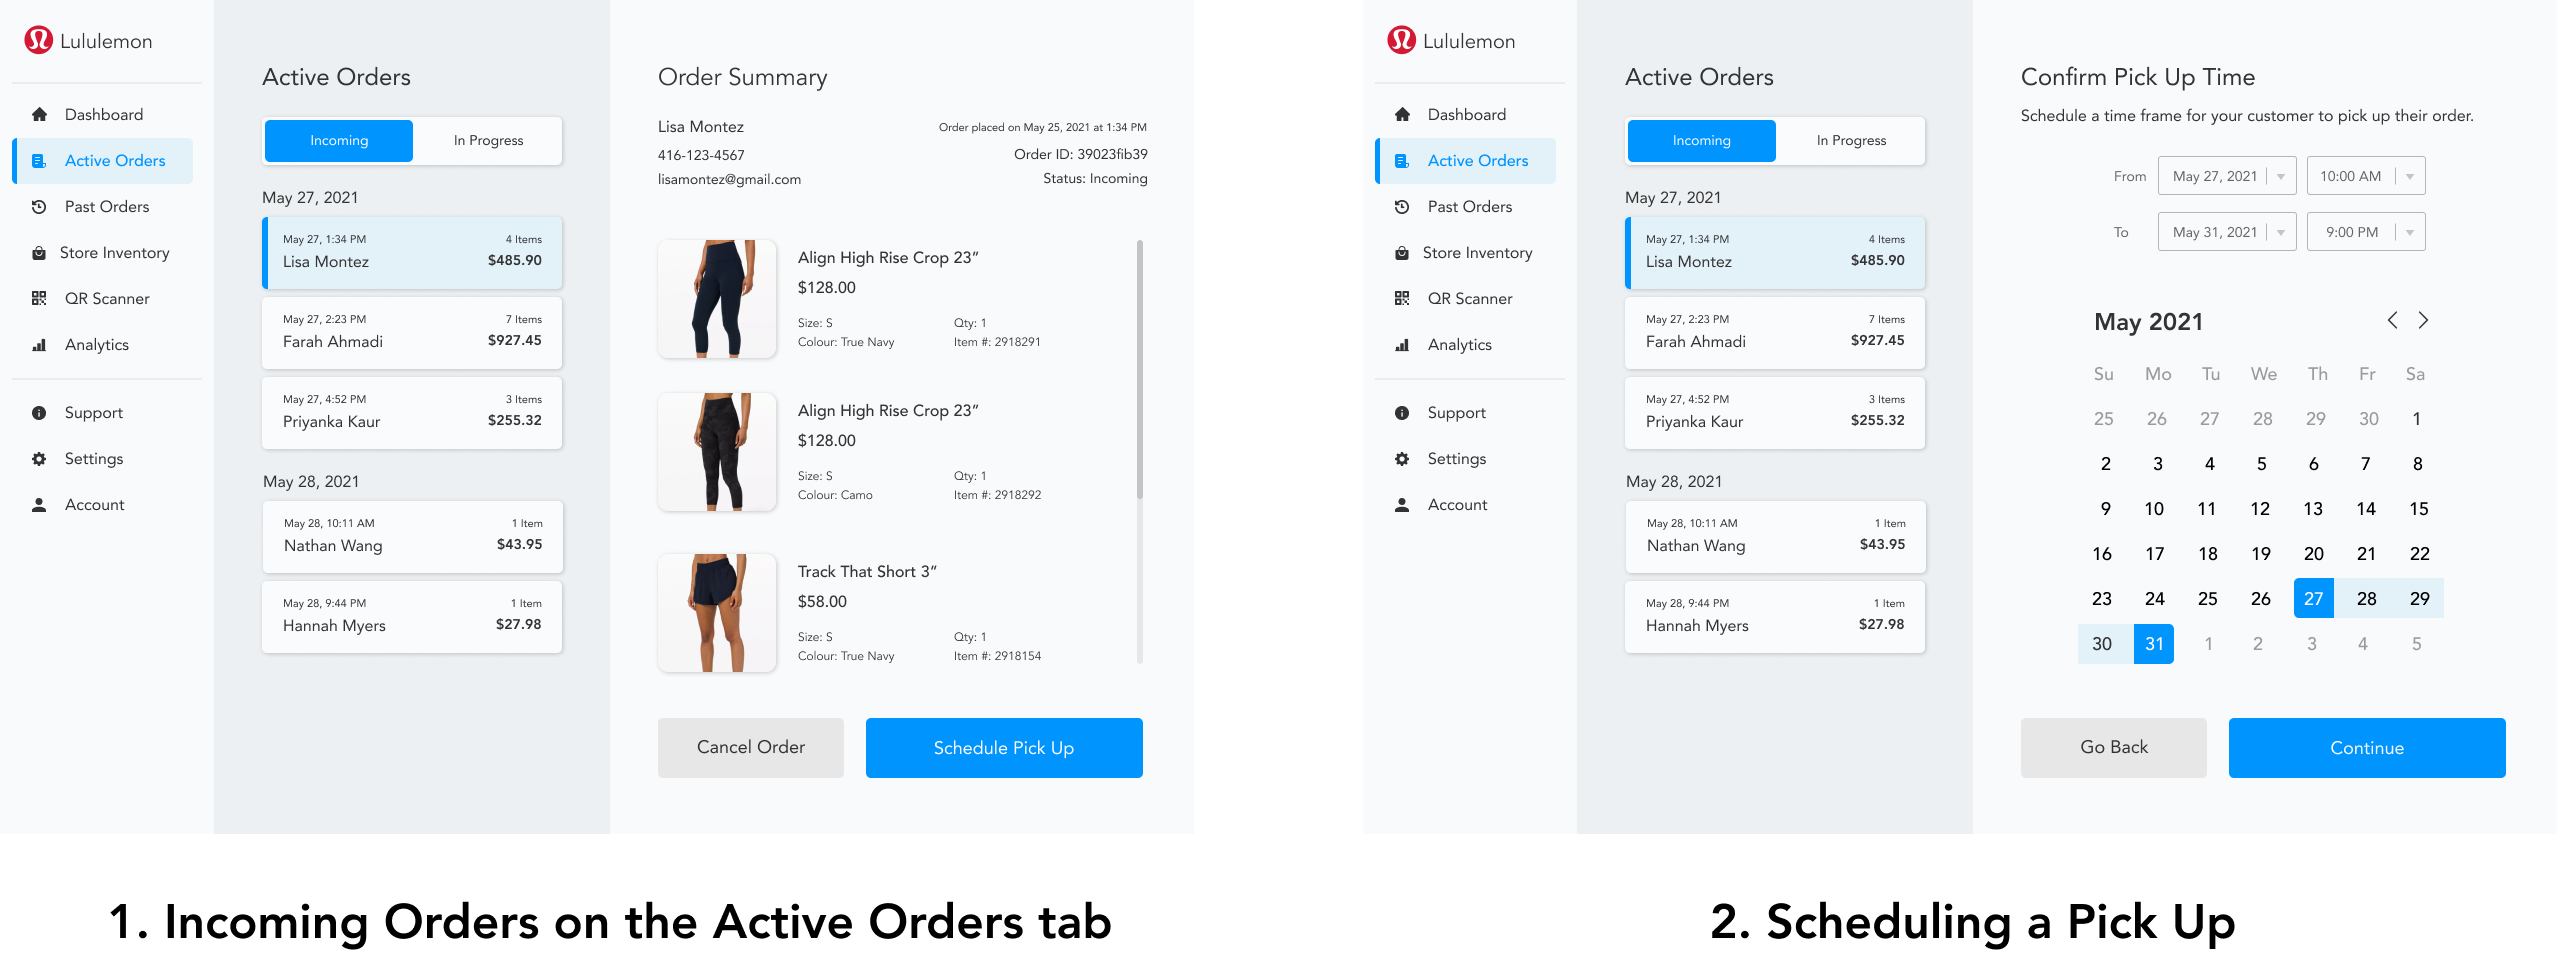 Lululemon
Dashboard
Active Orders
Past Orders
Store Inventory
QR Scanner
Analytics
Support
Settings
Account
Active Orders
Incoming In Progress
May 27, 2021
May 27, 1:34 PM 4 Items
Lisa Montez $485.90
May 27, 2:23 PM 7 Items
Farah Ahmadi $927.45
May 27, 4:52 PM 3 Items
Priyanka Kaur $255.32
May 28, 2021
May 28, 10:11 AM 1 Item
Nathan Wang $43.95
May 28, 9:44 PM 1 Item
Hannah Myers $27.98
Order Summary
Lisa Montez Order placed on May 25, 2021 at 1:34 PM
416-123-4567 Order ID: 39023fib39
lisamontez@gmail.com Status: Incoming
Align High Rise Crop 23”
$128.00
Size: S Qty: 1
Colour: True Navy Item #: 2918291
Align High Rise Crop 23”
$128.00
Size: S Qty: 1
Colour: Camo Item #: 2918292
Track That Short 3”
$58.00
Size: S Qty: 1
Colour: True Navy Item #: 2918154
Cancel Order Schedule Pick Up
1. Incoming Orders on the Active Orders tab
Lululemon
Dashboard
Active Orders
Past Orders
Store Inventory
QR Scanner
Analytics
Support
Settings
Account
Active Orders
Incoming In Progress
May 27, 2021
May 27, 1:34 PM 4 Items
Lisa Montez $485.90
May 27, 2:23 PM 7 Items
Farah Ahmadi $927.45
May 27, 4:52 PM 3 Items
Priyanka Kaur $255.32
May 28, 2021
May 28, 10:11 AM 1 Item
Nathan Wang $43.95
May 28, 9:44 PM 1 Item
Hannah Myers $27.98
Confirm Pick Up Time
Schedule a time frame for your customer to pick up their order.
From May 27, 2021 10:00 AM
To May 31, 2021 9:00 PM
May 2021
Su Mo Tu We Th Fr Sa
25 26 27 28 29 30 1
2 3 4 5 6 7 8
9 10 11 12 13 14 15
16 17 18 19 20 21 22
23 24 25 26 27 28 29
30 31 1 2 3 4 5
Go Back Continue
2. Scheduling a Pick Up